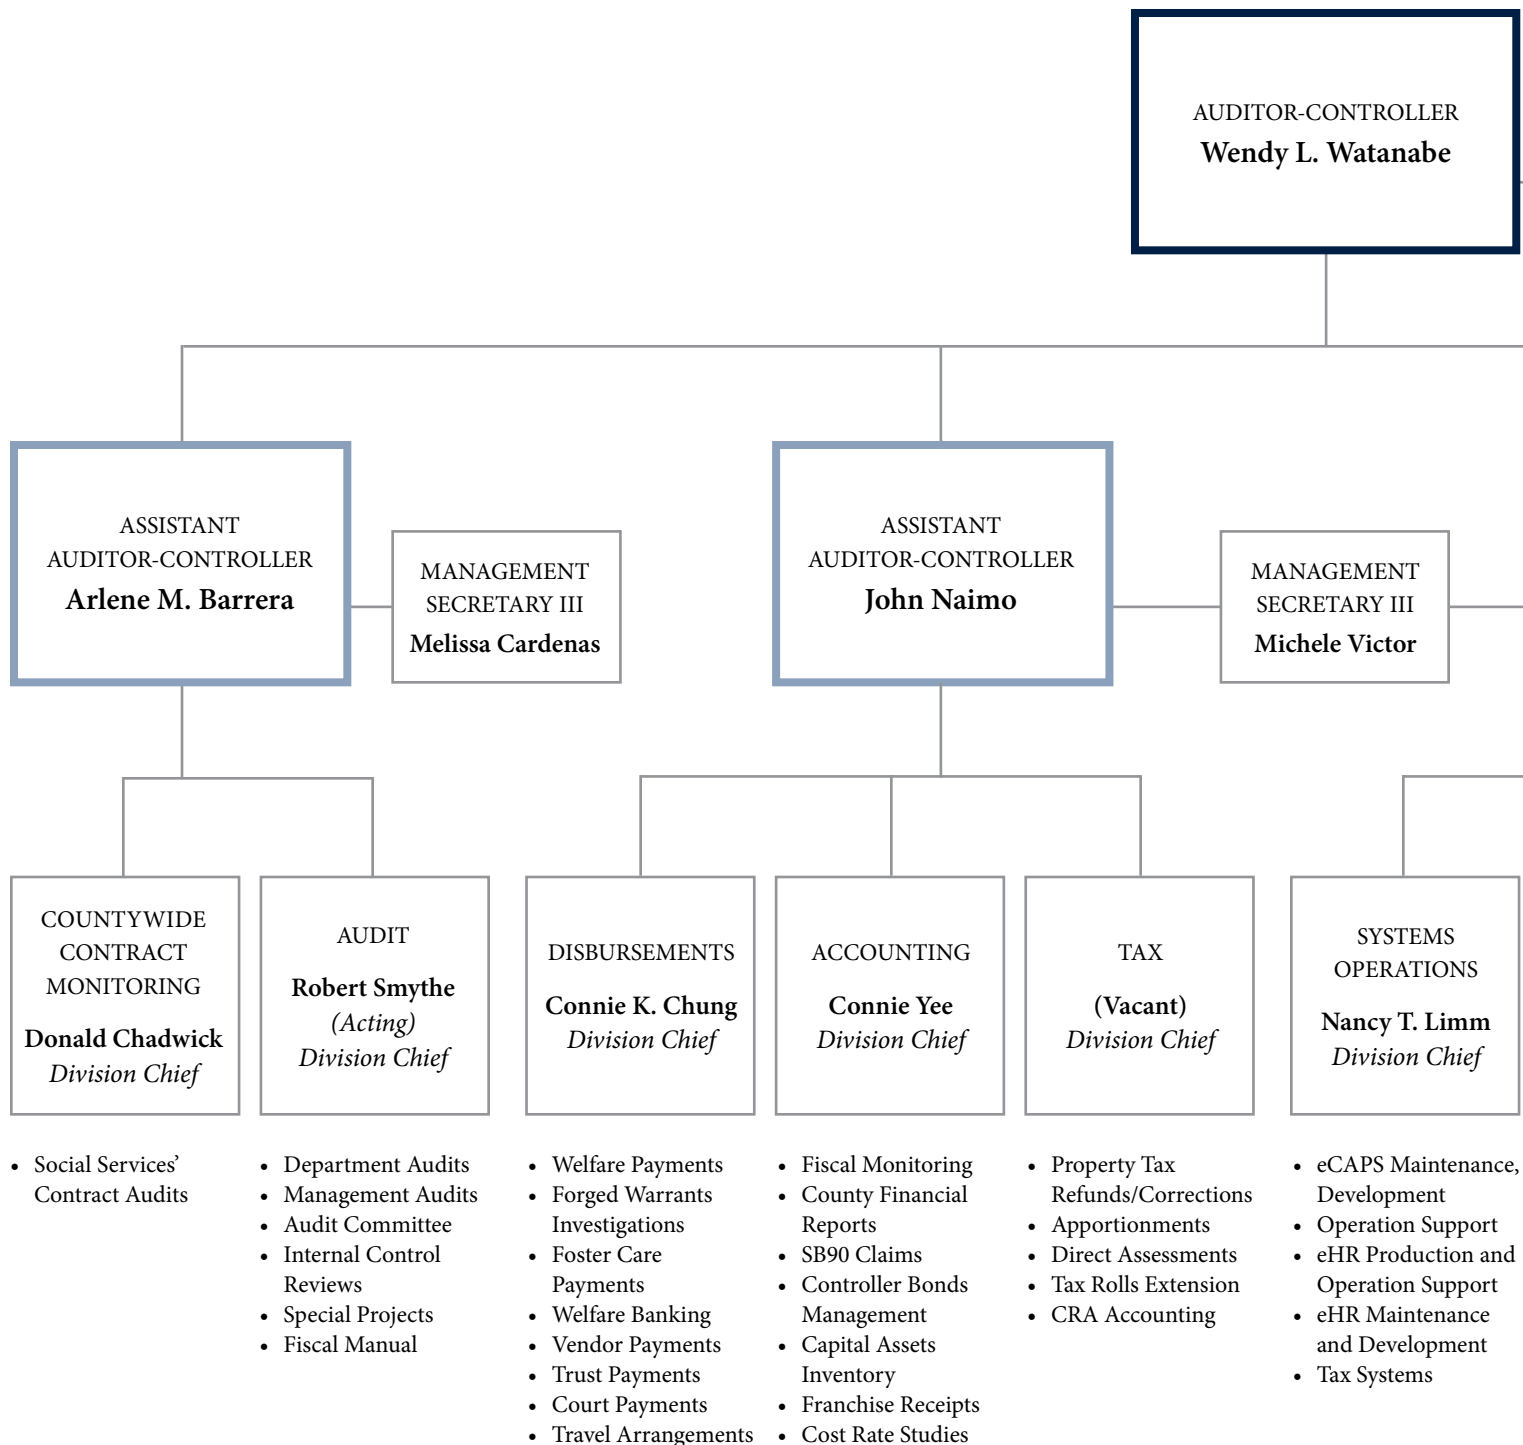 AUDITOR-CONTROLLER
Wendy L. Watanabe
ASSISTANT
AUDITOR-CONTROLLER
Arlene M. Barrera
MANAGEMENT
SECRETARY III
Melissa Cardenas
ASSISTANT
AUDITOR-CONTROLLER
John Naimo
MANAGEMENT
SECRETARY III
Michele Victor
COUNTYWIDE
CONTRACT
MONITORING
Donald Chadwick
Division Chief
• Social Services’
Contract Audits
AUDIT
Robert Smythe
(Acting)
Division Chief
• Department Audits
• Management Audits
• Audit Committee
• Internal Control
Reviews
• Special Projects
• Fiscal Manual
DISBURSEMENTS
Connie K. Chung
Division Chief
• Welfare Payments
• Forged Warrants
Investigations
• Foster Care
Payments
• Welfare Banking
• Vendor Payments
• Trust Payments
• Court Payments
• Travel Arrangements
ACCOUNTING
Connie Yee
Division Chief
• Fiscal Monitoring
• County Financial
Reports
• SB90 Claims
• Controller Bonds
Management
• Capital Assets
Inventory
• Franchise Receipts
• Cost Rate Studies
TAX
(Vacant)
Division Chief
• Property Tax
Refunds/Corrections
• Apportionments
• Direct Assessments
• Tax Rolls Extension
• CRA Accounting
SYSTEMS
OPERATIONS
Nancy T. Limm
Division Chief
• eCAPS Maintenance,
Development
• Operation Support
• eHR Production and
Operation Support
• eHR Maintenance
and Development
• Tax Systems